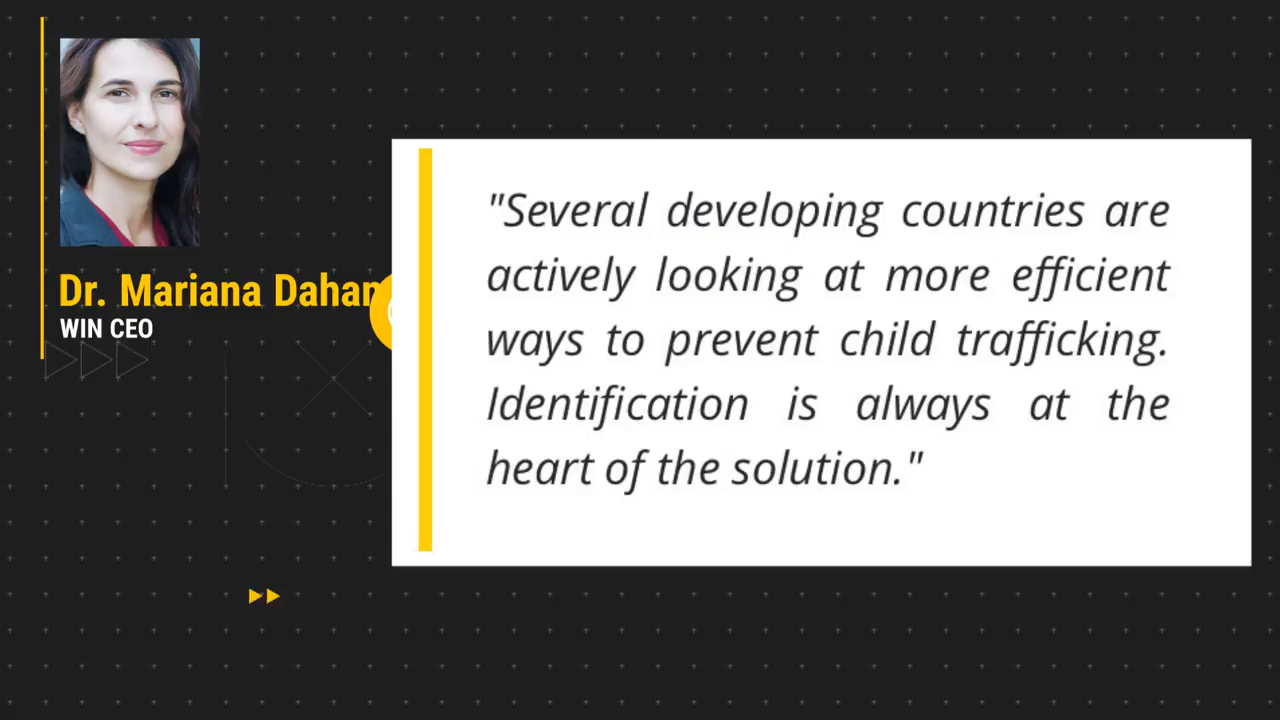 Dr. Mariana Dahan
WIN CEO
"Several developing countries are
actively looking at more efficient
ways to prevent child trafficking.
Identification is always at the
heart of the solution."